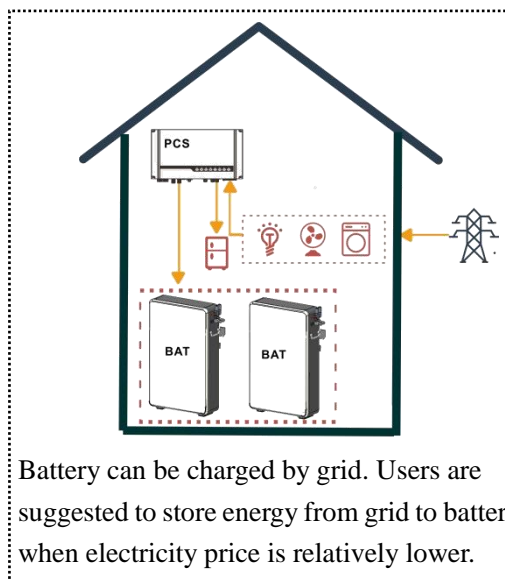 PCS
BAT
BAT
Battery can be charged by grid. Users are
suggested to store energy from grid to batter
when electricity price is relatively lower.